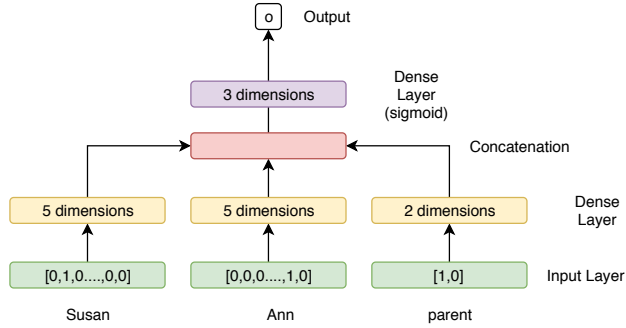 o Output
3 dimensions
Dense
Layer
(sigmoid)
Concatenation
5 dimensions 5 dimensions 2 dimensions
Dense
Layer
[0,1,0....,0,0] [0,0,0....,1,0] [1,0] Input Layer
Susan Ann parent